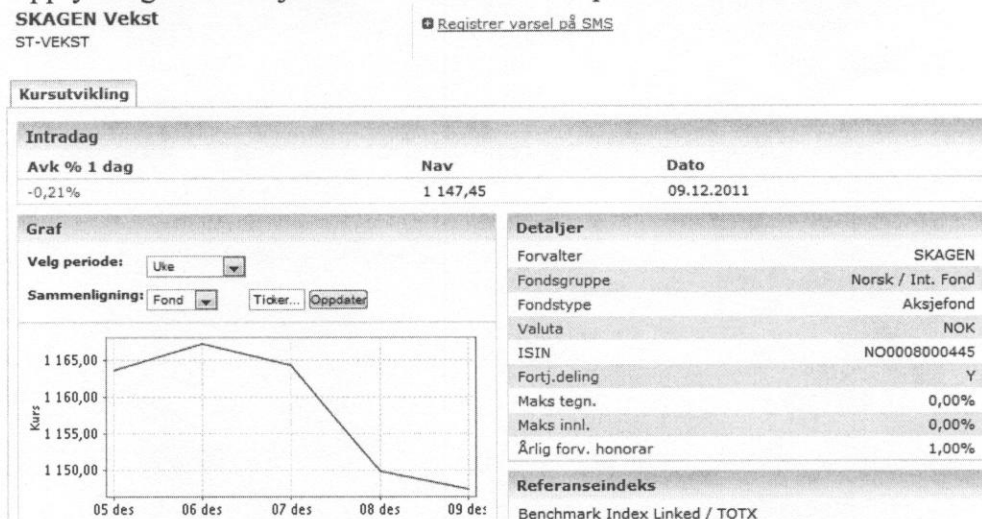 SKAGEN Vekst
ST-VEKST
Registrer varsel på SMS
Kursutvikling
Intradag
Avk % 1 dag Nav Dato
-0,21% 1 147,45 09.12.2011
Graf
Velg periode: Uke
Sammenligning: Fond Ticker... Oppdater
Kurs
1 165,00
1 160,00
1 155,00
1 150,00
05 des 06 des 07 des 08 des 09 des
Detaljer
Forvalter SKAGEN
Fondsgruppe Norsk / Int. Fond
Fondstype Aksjefond
Valuta NOK
ISIN NO0008000445
Fortj.deling Y
Maks tegn. 0,00%
Maks innl. 0,00%
Årlig forv. honorar 1,00%
Referanseindeks
Benchmark Index Linked / TOTX